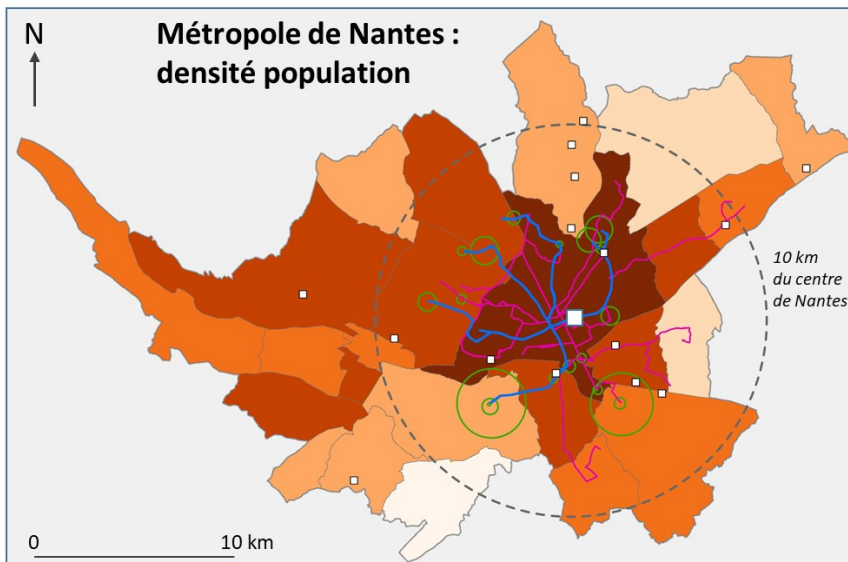 N
Métropole de Nantes :
densité population
10 km
du centre
de Nantes
0 10 km